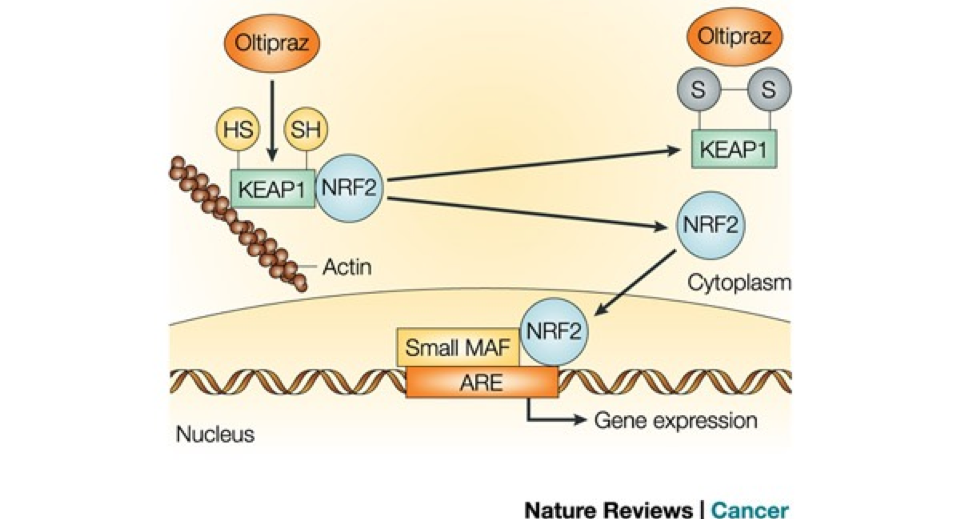 Oltipraz
Oltipraz
S S
HS SH
KEAP1
KEAP1 NRF2
NRF2
Actin
Cytoplasm
NRF2
Small MAF
ARE
Gene expression
Nucleus
Nature Reviews | Cancer